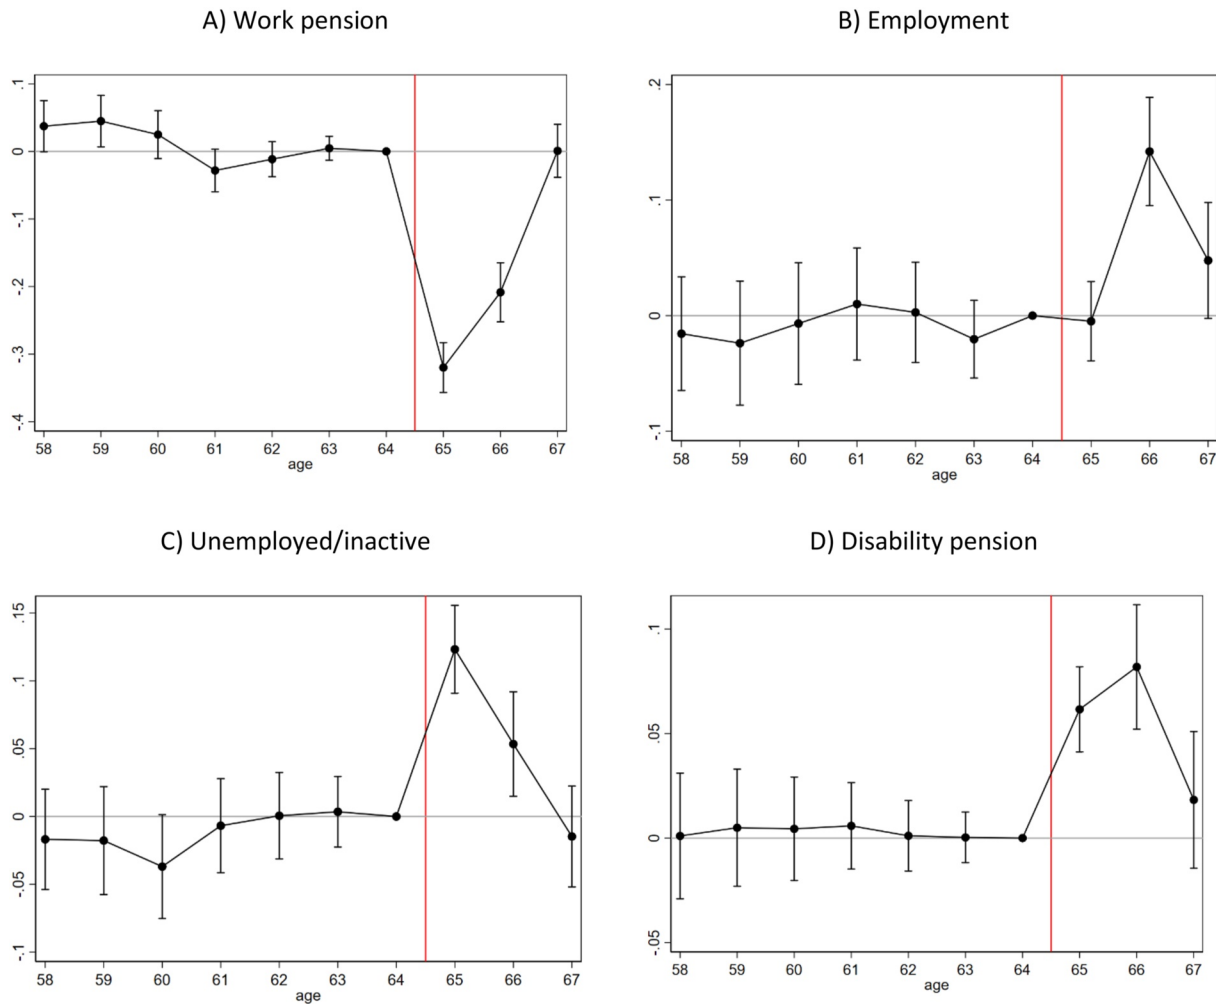 A) Work pension
.1
0
-.1
-.2
-.3
-.4
58 59 60 61 62 63 64 65 66 67
age
B) Employment
.2
.1
0
-.1
58 59 60 61 62 63 64 65 66 67
age
C) Unemployed/inactive
.15
.1
.05
0
-.05
-.1
58 59 60 61 62 63 64 65 66 67
age
D) Disability pension
.1
.05
0
-.05
58 59 60 61 62 63 64 65 66 67
age